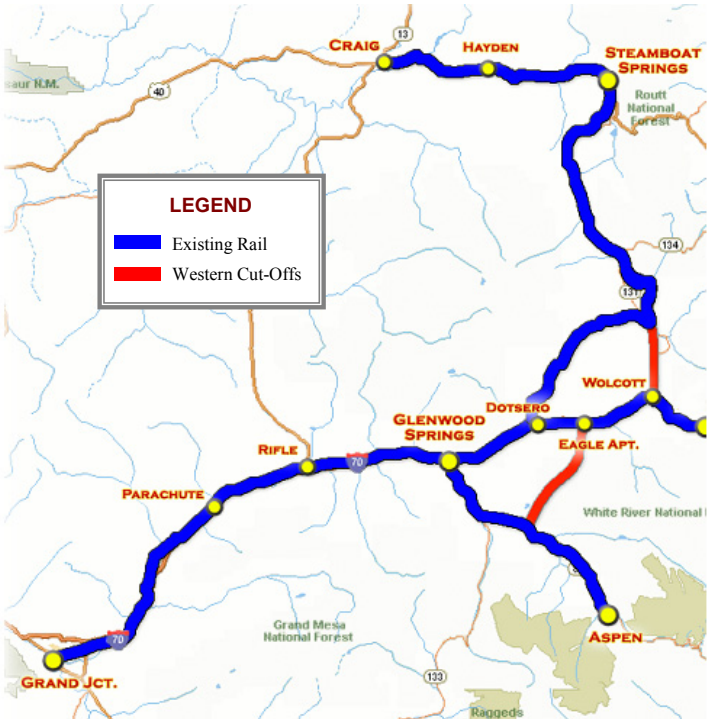 13
CRAIG
HAYDEN
STEAMBOAT
SPRINGS
saur N.M.
40
Routt
National
Forest
LEGEND
Existing Rail
Western Cut-Offs
134
131
WOLCOTT
DOTSERO
GLENWOOD
SPRINGS
EAGLE APT.
RIFLE
70
PARACHUTE
White River National
Grand Mesa
National Forest
70
ASPEN
GRAND JCT.
133
Raggeds